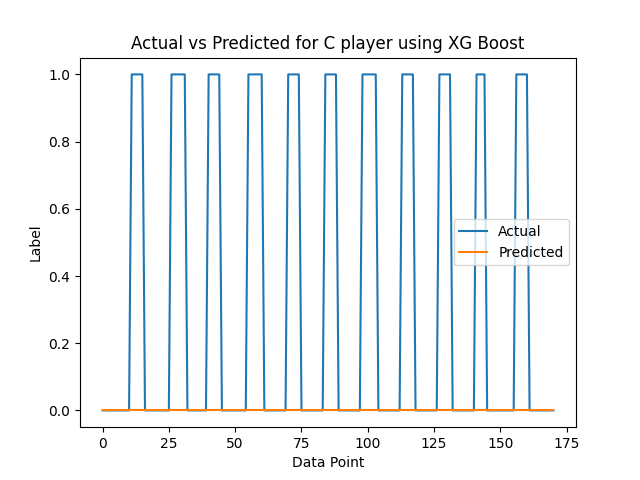 Actual vs Predicted for C player using XG Boost
1.0
0.8
0.6
0.4
0.2
0.0
Label
Actual
Predicted
0 25 50 75 100 125 150 175
Data Point